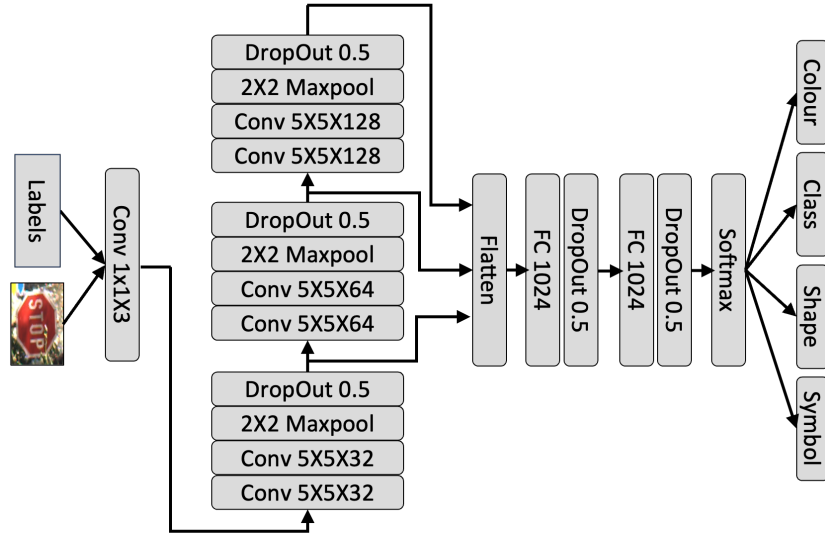 Labels
STOP
Conv 1x1X3
DropOut 0.5
2X2 Maxpool
Conv 5X5X128
Conv 5X5X128
DropOut 0.5
2X2 Maxpool
Conv 5X5X64
Conv 5X5X64
DropOut 0.5
2X2 Maxpool
Conv 5X5X32
Conv 5X5X32
Flatten
FC 1024
DropOut 0.5
FC 1024
DropOut 0.5
Softmax
Colour
Class
Shape
Symbol